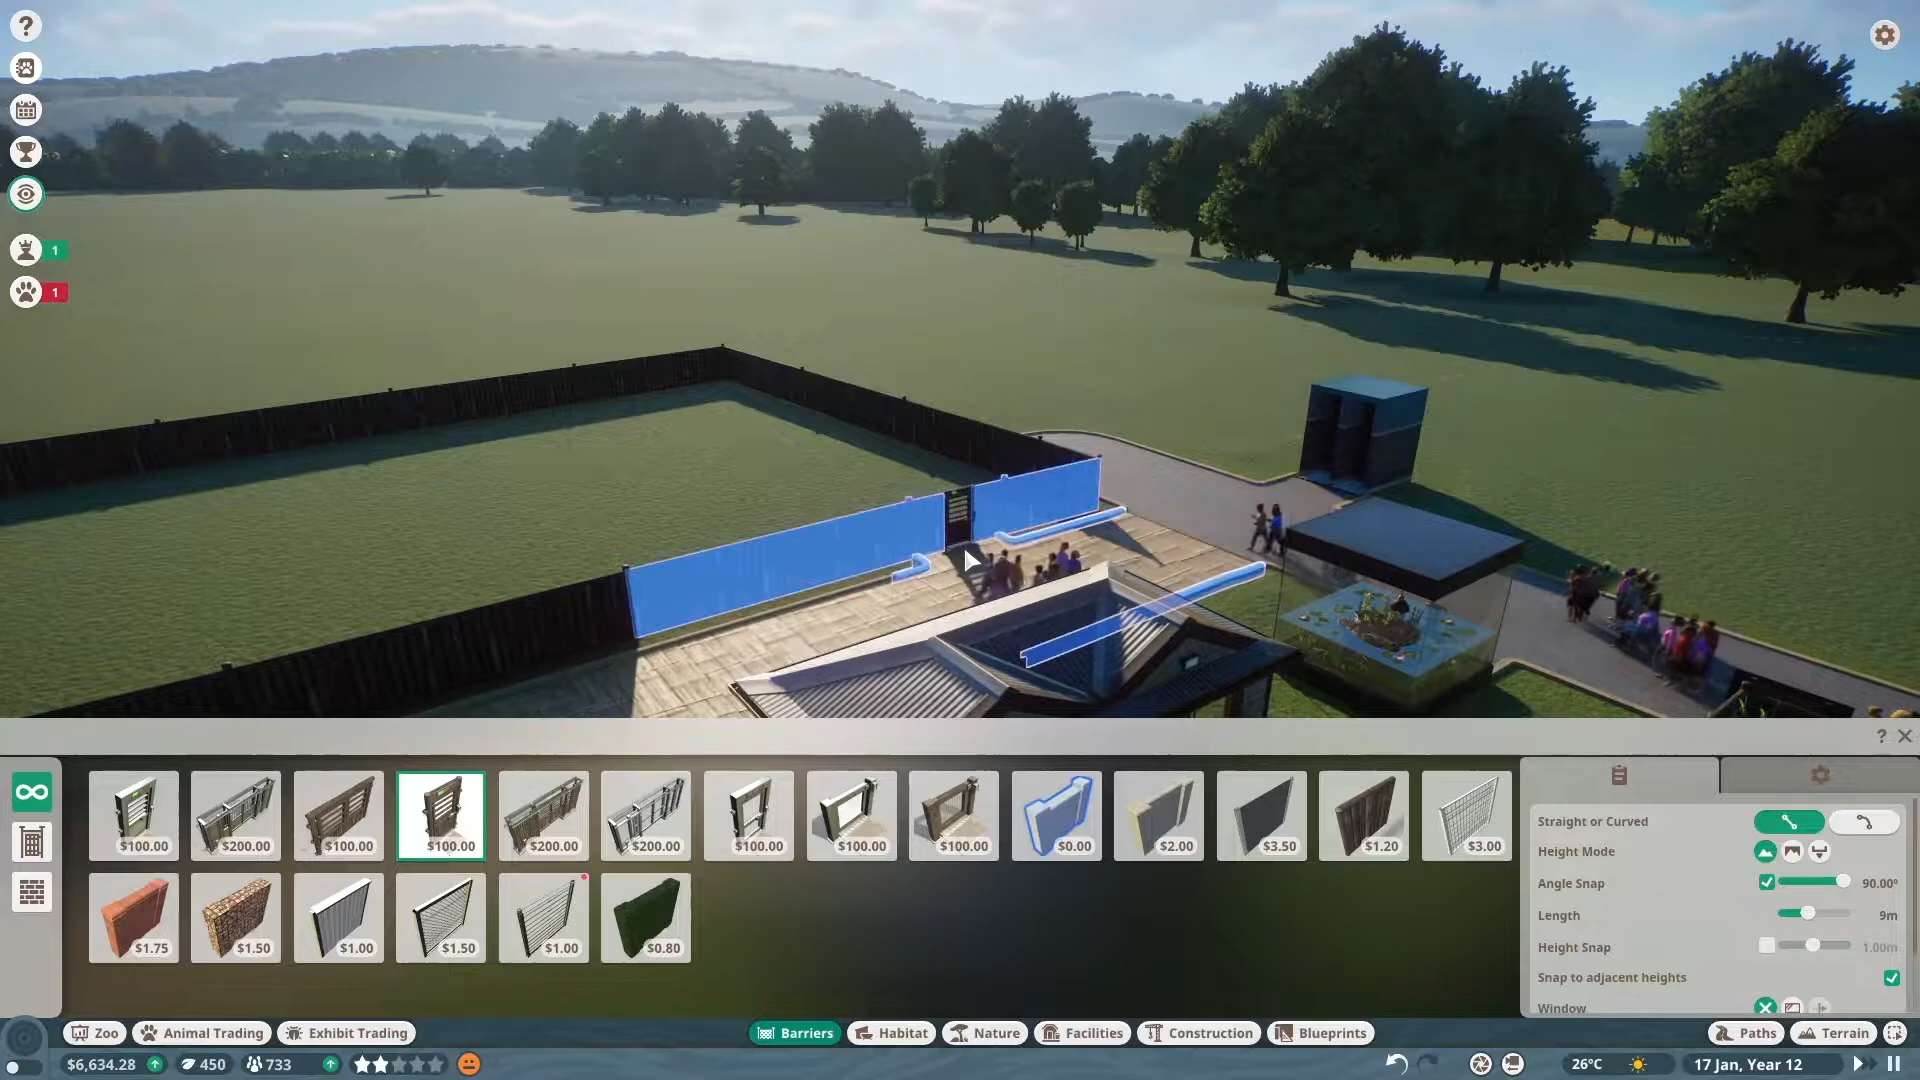 ?
1
1
? ✕
$100.00 $200.00 $100.00 $100.00 $200.00 $200.00 $100.00 $100.00 $100.00 $0.00 $2.00 $3.50 $1.20 $3.00
$1.75 $1.50 $1.00 $1.50 $1.00 $0.80
Straight or Curved
Height Mode
Angle Snap 90.00°
Length 9m
Height Snap 1.00m
Snap to adjacent heights
Window
Zoo Animal Trading Exhibit Trading Barriers Habitat Nature Facilities Construction Blueprints Paths Terrain
$6,634.28 450 733 26°C 17 Jan, Year 12